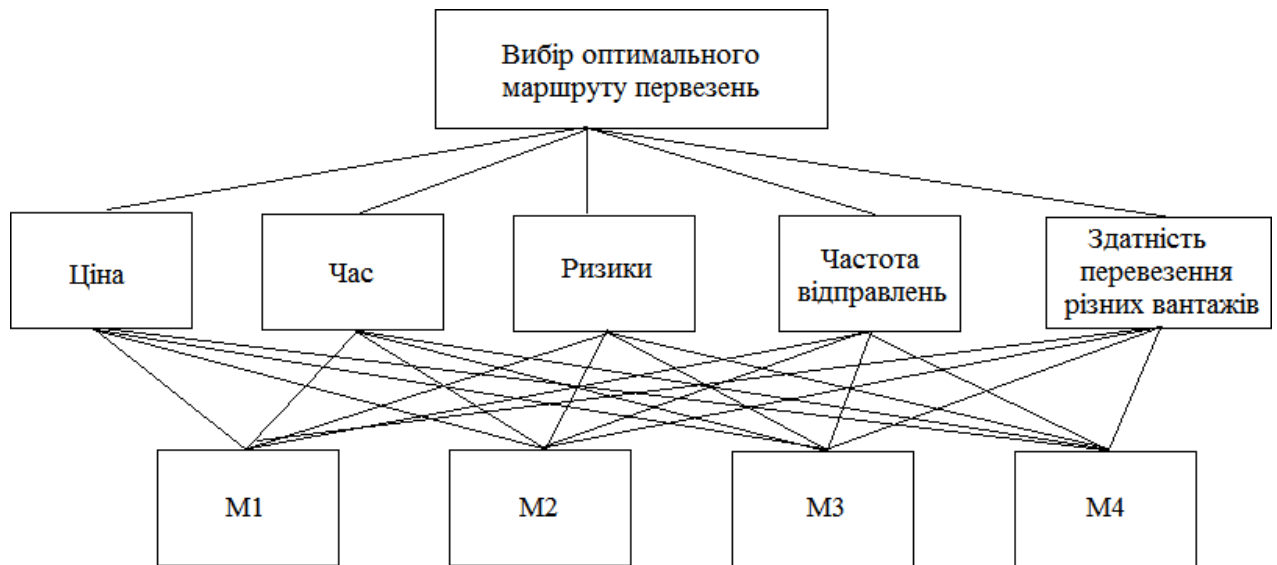 Вибір оптимального
маршруту первезень
Ціна
Час
Ризики
Частота
відправлень
Здатність
перевезення
різних вантажів
М1
М2
М3
М4